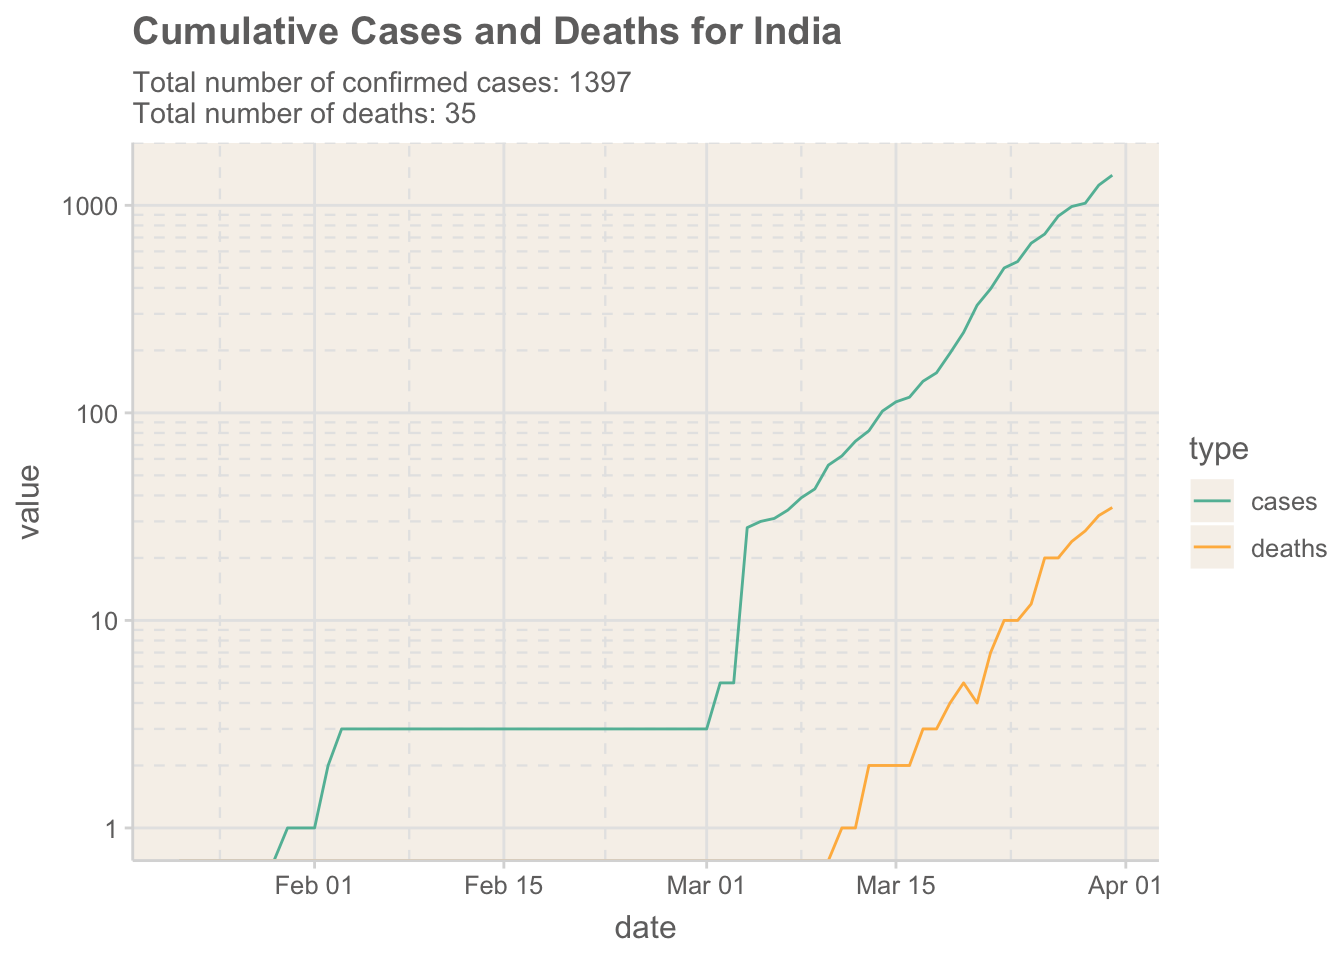 Cumulative Cases and Deaths for India
Total number of confirmed cases: 1397
Total number of deaths: 35
1000
100
10
1
value
Feb 01
Feb 15
Mar 01
Mar 15
Apr 01
date
type
cases
deaths